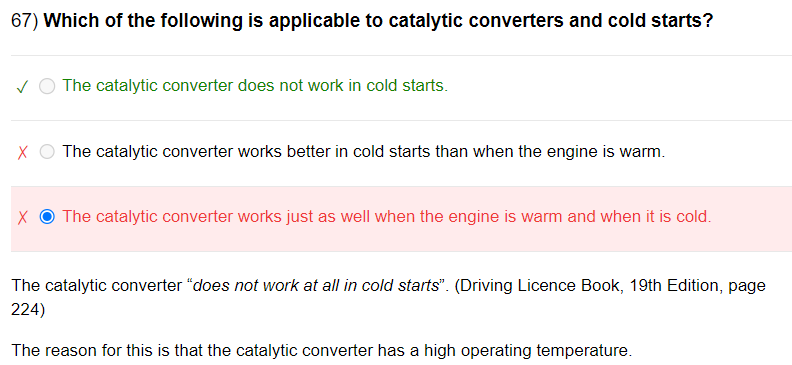 67) Which of the following is applicable to catalytic converters and cold starts?
✓ The catalytic converter does not work in cold starts.
X The catalytic converter works better in cold starts than when the engine is warm.
X The catalytic converter works just as well when the engine is warm and when it is cold.
The catalytic converter “does not work at all in cold starts”. (Driving Licence Book, 19th Edition, page
224)
The reason for this is that the catalytic converter has a high operating temperature.